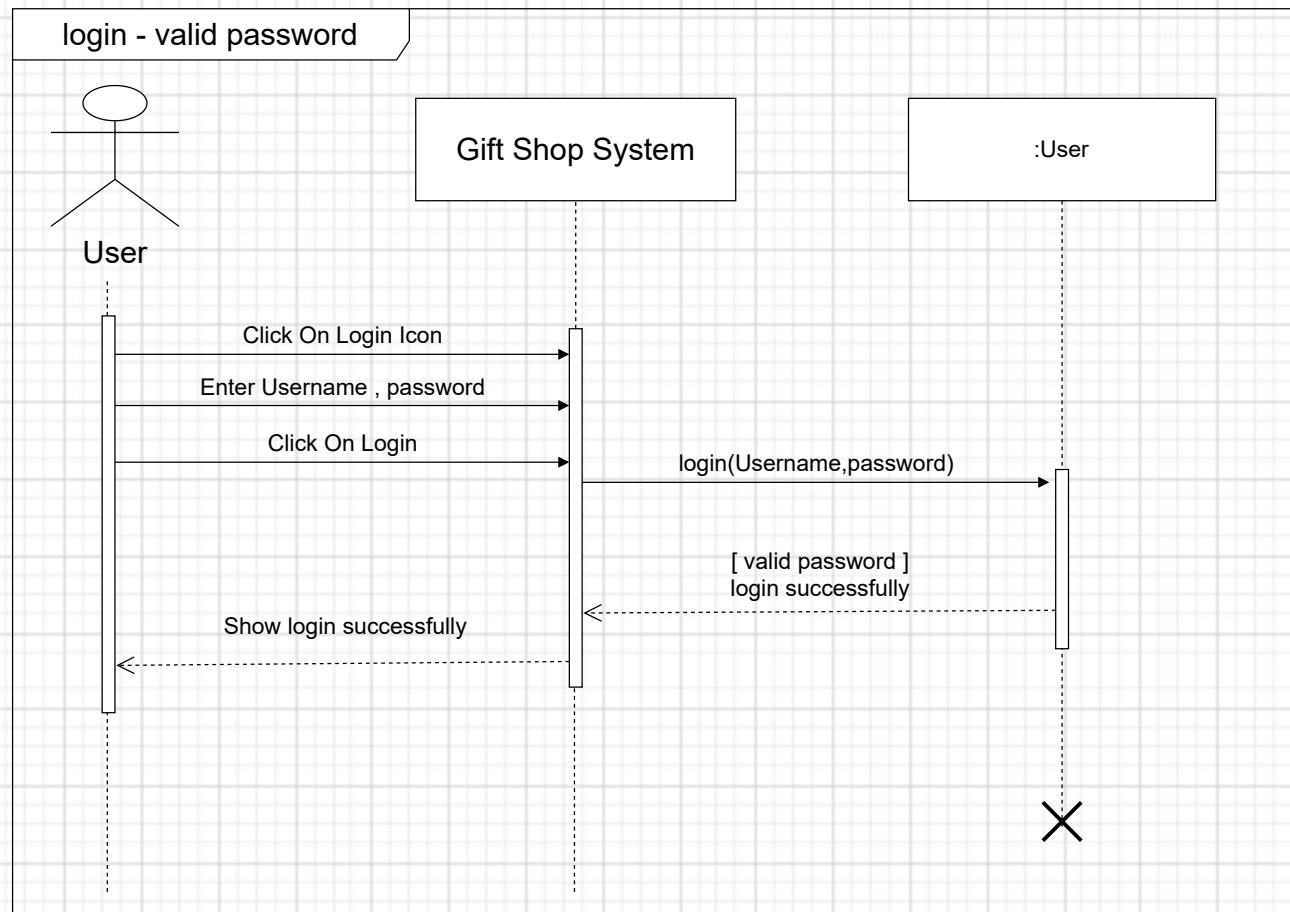 login - valid password
Gift Shop System
:User
User
Click On Login Icon
Enter Username , password
Click On Login
login(Username,password)
[ valid password ]
login successfully
Show login successfully